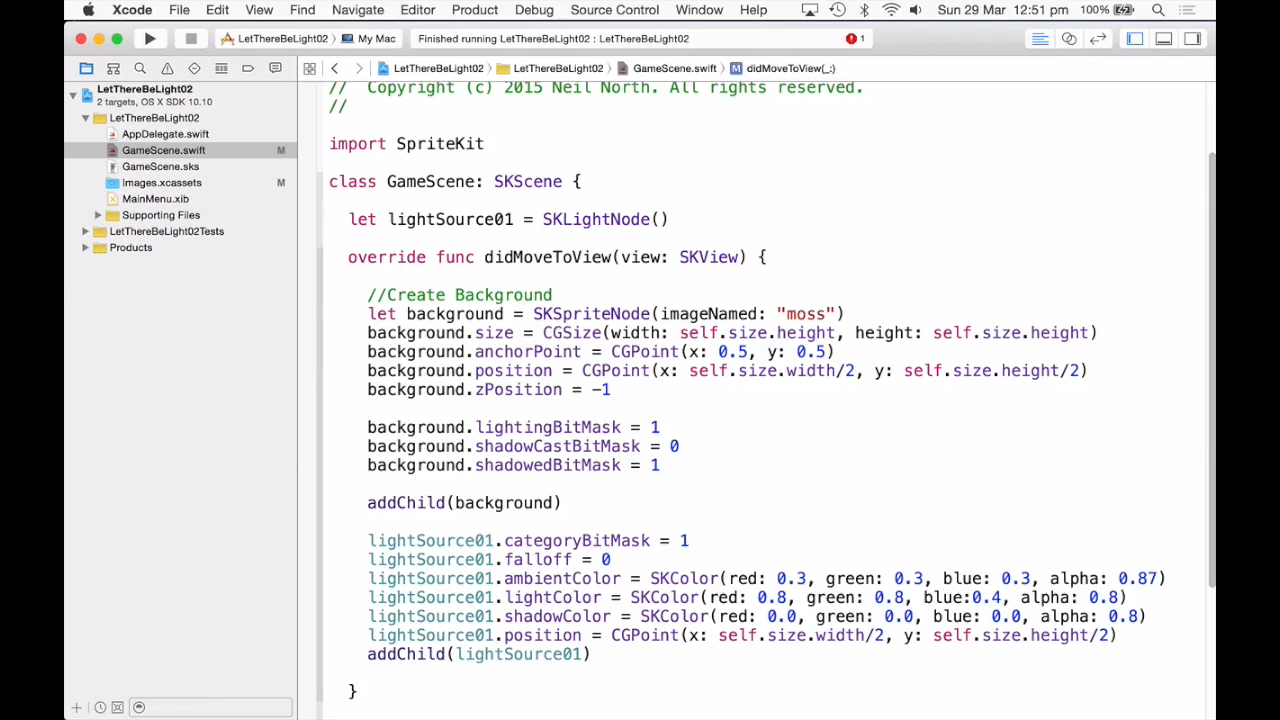 Xcode File Edit View Find Navigate Editor Product Debug Source Control Window Help Sun 29 Mar 12:51 pm 100%
LetThereBeLight02 My Mac Finished running LetThereBeLight02 : LetThereBeLight02 1
LetThereBeLight02 LetThereBeLight02 GameScene.swift M didMoveToView(_:)
LetThereBeLight02
2 targets, OS X SDK 10.10
LetThereBeLight02
AppDelegate.swift
GameScene.swift M
GameScene.sks
Images.xcassets M
MainMenu.xib
Supporting Files
LetThereBeLight02Tests
Products
// Copyright (c) 2015 Neil North. All rights reserved.
//
import SpriteKit
class GameScene: SKScene {
let lightSource01 = SKLightNode()
override func didMoveToView(view: SKView) {
//Create Background
let background = SKSpriteNode(imageNamed: "moss")
background.size = CGSize(width: self.size.height, height: self.size.height)
background.anchorPoint = CGPoint(x: 0.5, y: 0.5)
background.position = CGPoint(x: self.size.width/2, y: self.size.height/2)
background.zPosition = -1
background.lightingBitMask = 1
background.shadowCastBitMask = 0
background.shadowedBitMask = 1
addChild(background)
lightSource01.categoryBitMask = 1
lightSource01.falloff = 0
lightSource01.ambientColor = SKColor(red: 0.3, green: 0.3, blue: 0.3, alpha: 0.87)
lightSource01.lightColor = SKColor(red: 0.8, green: 0.8, blue:0.4, alpha: 0.8)
lightSource01.shadowColor = SKColor(red: 0.0, green: 0.0, blue: 0.0, alpha: 0.8)
lightSource01.position = CGPoint(x: self.size.width/2, y: self.size.height/2)
addChild(lightSource01)
}